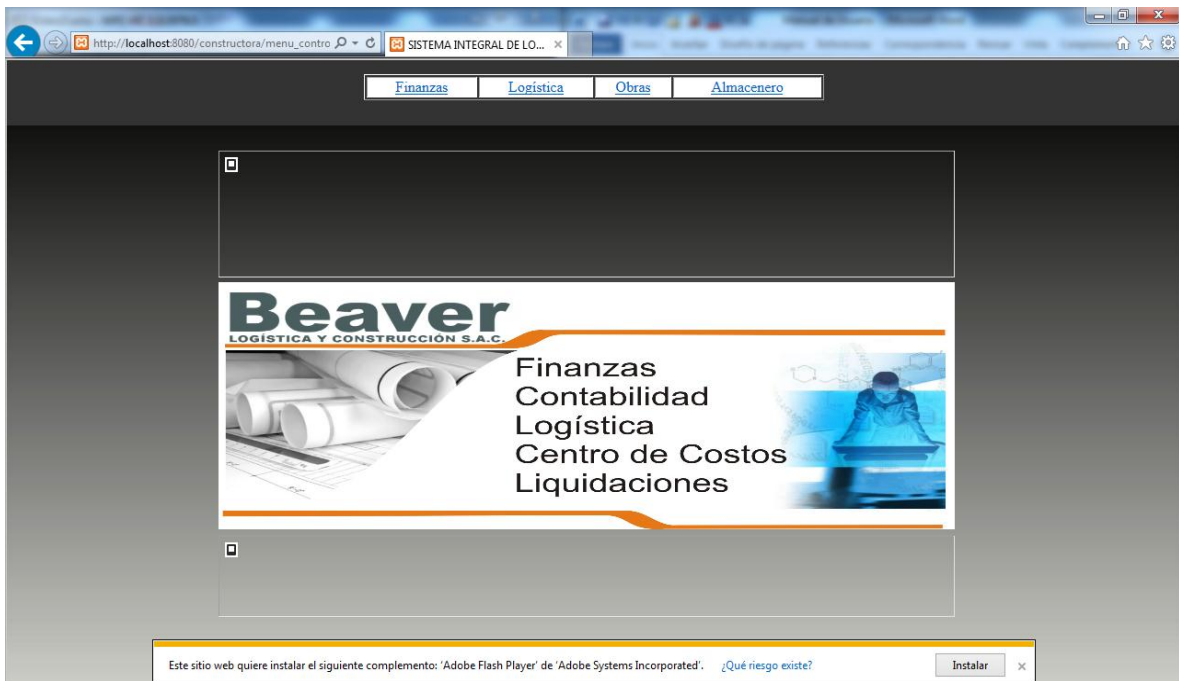 http://localhost:8080/constructora/menu_contro
SISTEMA INTEGRAL DE LO...
Finanzas Logística Obras Almacenero
Beaver
LOGÍSTICA Y CONSTRUCCIÓN S.A.C.
Finanzas
Contabilidad
Logística
Centro de Costos
Liquidaciones
Este sitio web quiere instalar el siguiente complemento: 'Adobe Flash Player' de 'Adobe Systems Incorporated'. ¿Qué riesgo existe? Instalar